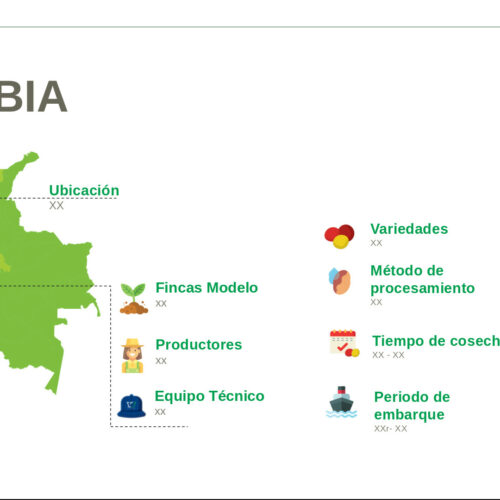 BIA
Ubicación
XX
Fincas Modelo
XX
Productores
XX
Equipo Técnico
XX
Variedades
XX
Método de
procesamiento
XX
Tiempo de cosech
XX - XX
Periodo de
embarque
XXr- XX